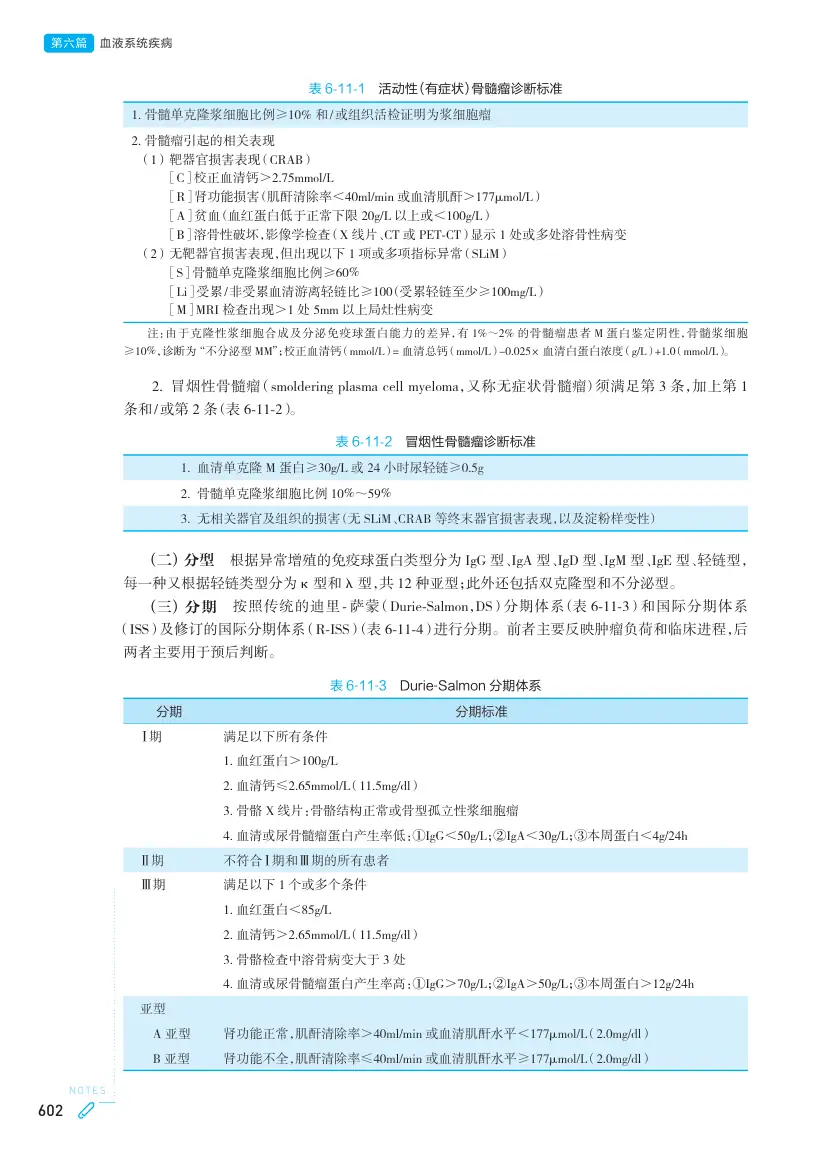 第六篇 血液系统疾病
表 6-11-1 活动性（有症状）骨髓瘤诊断标准
1. 骨髓单克隆浆细胞比例≥10% 和/或组织活检证明为浆细胞瘤
2. 骨髓瘤引起的相关表现
（1）靶器官损害表现（CRAB）
［C］校正血清钙＞2.75mmol/L
［R］肾功能损害（肌酐清除率＜40ml/min 或血清肌酐＞177μmol/L）
［A］贫血（血红蛋白低于正常下限 20g/L 以上或＜100g/L）
［B］溶骨性破坏，影像学检查（X 线片、CT 或 PET-CT）显示 1 处或多处溶骨性病变
（2）无靶器官损害表现，但出现以下 1 项或多项指标异常（SLiM）
［S］骨髓单克隆浆细胞比例≥60%
［Li］受累/非受累血清游离轻链比≥100（受累轻链至少≥100mg/L）
［M］MRI 检查出现＞1 处 5mm 以上局灶性病变
注：由于克隆性浆细胞合成及分泌免疫球蛋白能力的差异，有 1%～2% 的骨髓瘤患者 M 蛋白鉴定阴性，骨髓浆细胞
≥10%，诊断为 “不分泌型 MM”；校正血清钙（mmol/L）= 血清总钙（mmol/L）-0.025× 血清白蛋白浓度（g/L）+1.0（mmol/L）。
2. 冒烟性骨髓瘤（smoldering plasma cell myeloma，又称无症状骨髓瘤）须满足第 3 条，加上第 1
条和/或第 2 条（表 6-11-2）。
表 6-11-2 冒烟性骨髓瘤诊断标准
1. 血清单克隆 M 蛋白≥30g/L 或 24 小时尿轻链≥0.5g
2. 骨髓单克隆浆细胞比例 10%～59%
3. 无相关器官及组织的损害（无 SLiM、CRAB 等终末器官损害表现，以及淀粉样变性）
（二）分型 根据异常增殖的免疫球蛋白类型分为 IgG 型、IgA 型、IgD 型、IgM 型、IgE 型、轻链型，
每一种又根据轻链类型分为 κ 型和 λ 型，共 12 种亚型；此外还包括双克隆型和不分泌型。
（三）分期 按照传统的迪里-萨蒙（Durie-Salmon，DS）分期体系（表 6-11-3）和国际分期体系
（ISS）及修订的国际分期体系（R-ISS）（表 6-11-4）进行分期。前者主要反映肿瘤负荷和临床进程，后
两者主要用于预后判断。
表 6-11-3 Durie-Salmon 分期体系
分期 分期标准
Ⅰ期 满足以下所有条件
1. 血红蛋白＞100g/L
2. 血清钙≤2.65mmol/L（11.5mg/dl）
3. 骨骼 X 线片：骨骼结构正常或骨型孤立性浆细胞瘤
4. 血清或尿骨髓瘤蛋白产生率低：①IgG＜50g/L；②IgA＜30g/L；③本周蛋白＜4g/24h
Ⅱ期 不符合Ⅰ期和Ⅲ期的所有患者
Ⅲ期 满足以下 1 个或多个条件
1. 血红蛋白＜85g/L
2. 血清钙＞2.65mmol/L（11.5mg/dl）
3. 骨骼检查中溶骨病变大于 3 处
4. 血清或尿骨髓瘤蛋白产生率高：①IgG＞70g/L；②IgA＞50g/L；③本周蛋白＞12g/24h
亚型
A 亚型 肾功能正常，肌酐清除率＞40ml/min 或血清肌酐水平＜177μmol/L（2.0mg/dl）
B 亚型 肾功能不全，肌酐清除率≤40ml/min 或血清肌酐水平≥177μmol/L（2.0mg/dl）
NOTES
602